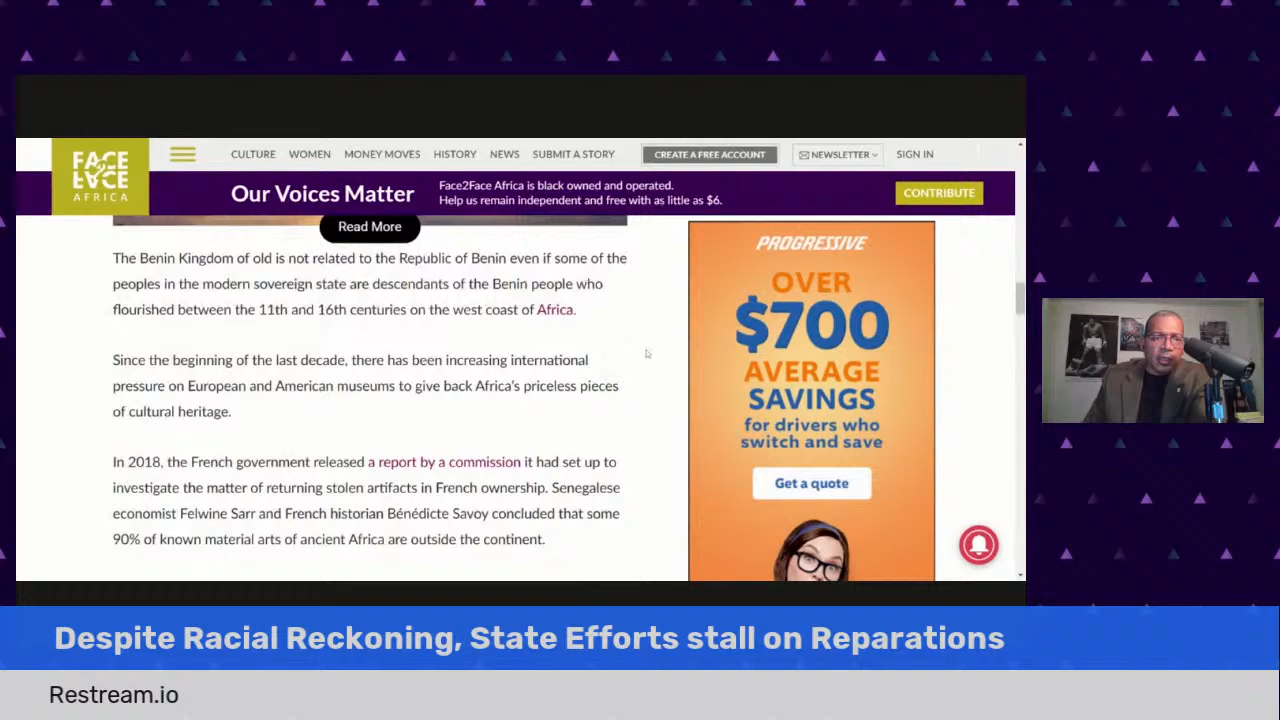 FACE
2
FACE
AFRICA
CULTURE WOMEN MONEY MOVES HISTORY NEWS SUBMIT A STORY CREATE A FREE ACCOUNT NEWSLETTER SIGN IN
Our Voices Matter
Face2Face Africa is black owned and operated.
Help us remain independent and free with as little as $6.
CONTRIBUTE
Read More
The Benin Kingdom of old is not related to the Republic of Benin even if some of the
peoples in the modern sovereign state are descendants of the Benin people who
flourished between the 11th and 16th centuries on the west coast of Africa.
Since the beginning of the last decade, there has been increasing international
pressure on European and American museums to give back Africa's priceless pieces
of cultural heritage.
In 2018, the French government released a report by a commission it had set up to
investigate the matter of returning stolen artifacts in French ownership. Senegalese
economist Felwine Sarr and French historian Bénédicte Savoy concluded that some
90% of known material arts of ancient Africa are outside the continent.
PROGRESSIVE
OVER
$700
AVERAGE
SAVINGS
for drivers who
switch and save
Get a quote
Despite Racial Reckoning, State Efforts stall on Reparations
Restream.io